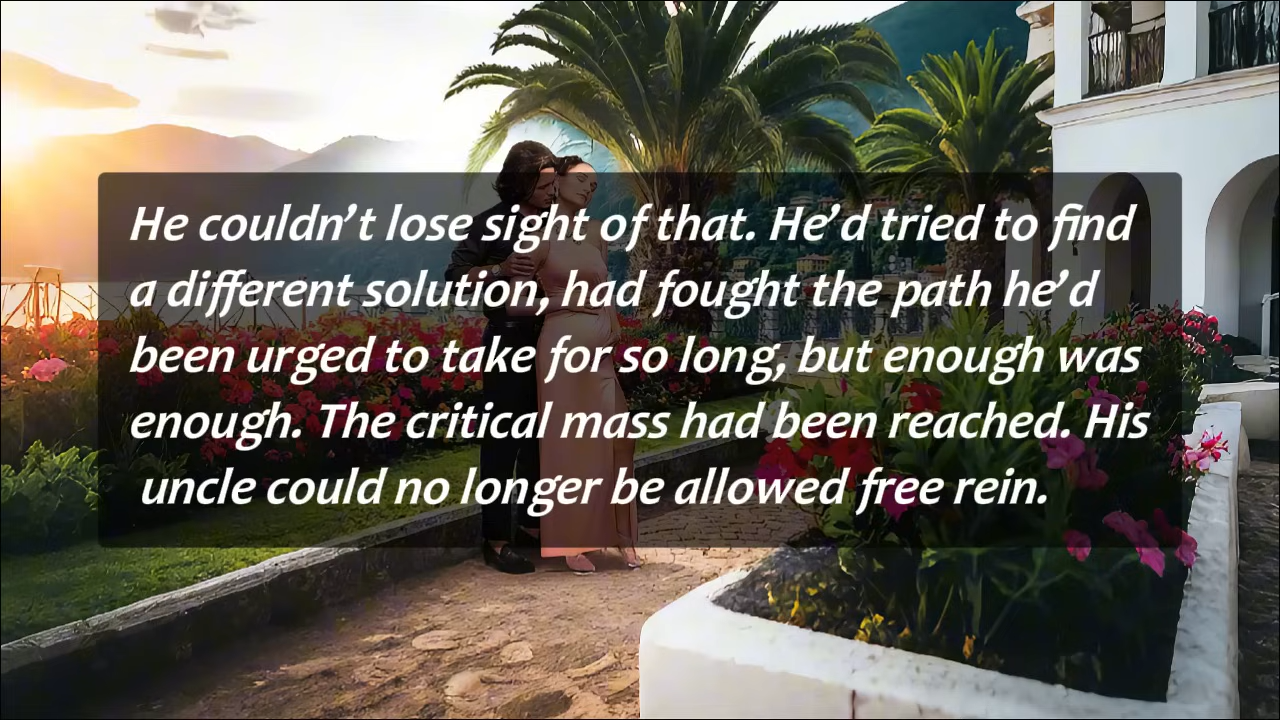 He couldn’t lose sight of that. He’d tried to find
a different solution, had fought the path he’d
been urged to take for so long, but enough was
enough. The critical mass had been reached. His
uncle could no longer be allowed free rein.